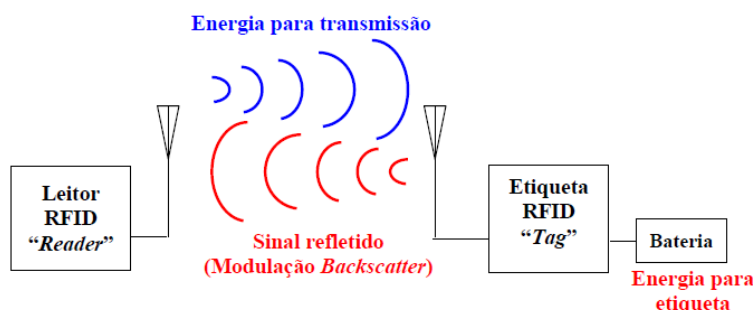 Energia para transmissão
Leitor
RFID
“Reader”
Sinal refletido
(Modulação Backscatter)
Etiqueta
RFID
“Tag”
Bateria
Energia para
etiqueta